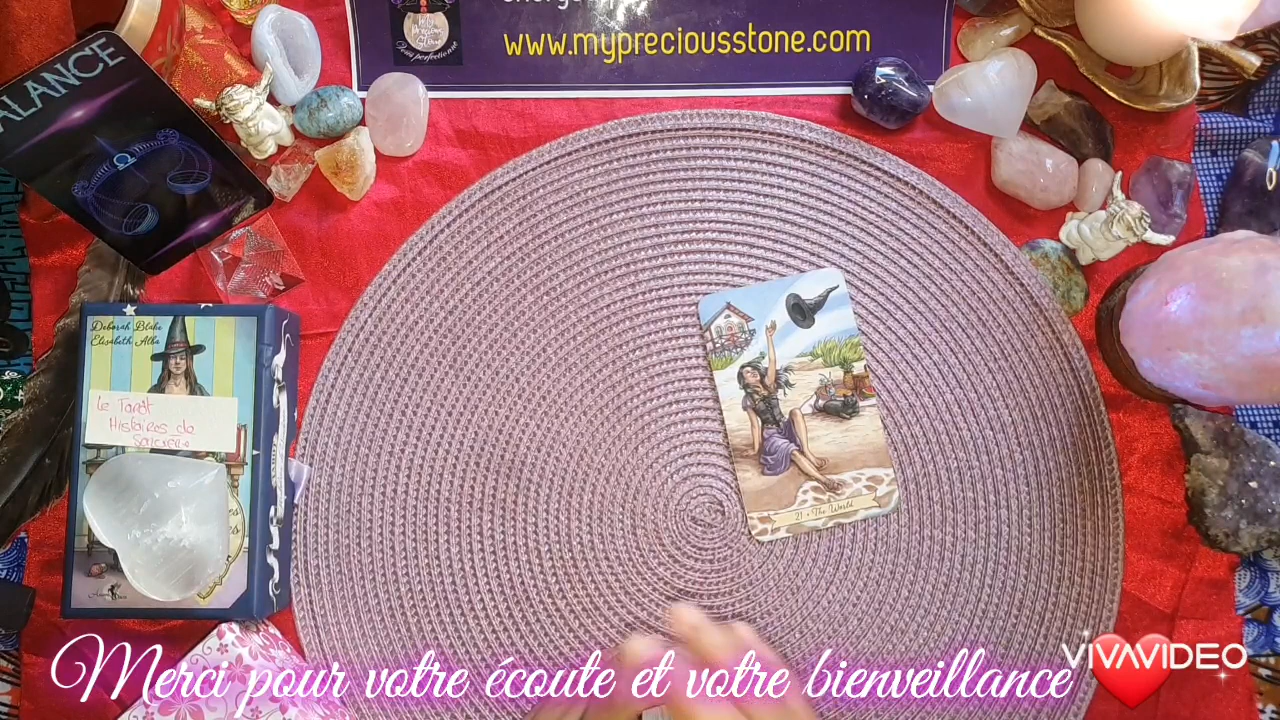 www.mypreciousstone.com
ALANCE
Deborah Blake
Elisabeth Alba
Le Tarot
Histoires de
21 • The World
Merci pour votre écoute et votre bienveillance
VIVAVIDEO